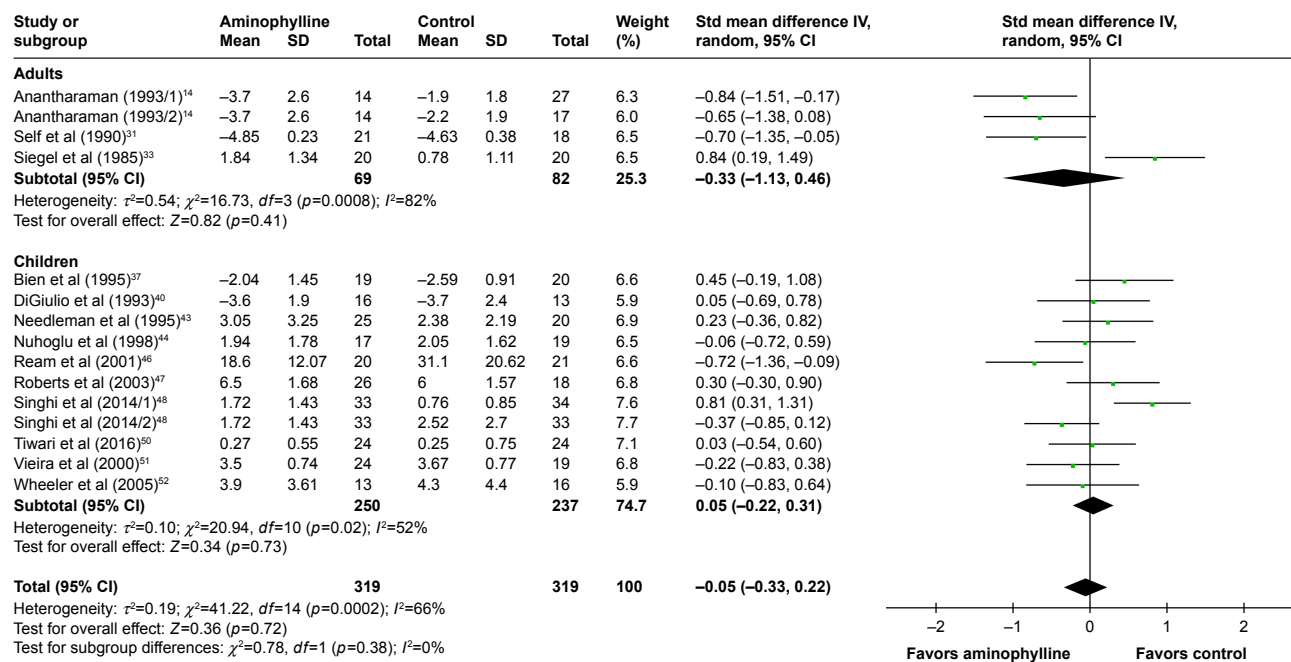 Study or subgroup Aminophylline Control Weight (%) Std mean difference IV, random, 95% CI Std mean difference IV, random, 95% CI
Mean SD Total Mean SD Total
Adults
Anantharaman (1993/1)¹⁴ –3.7 2.6 14 –1.9 1.8 27 6.3 –0.84 (–1.51, –0.17)
Anantharaman (1993/2)¹⁴ –3.7 2.6 14 –2.2 1.9 17 6.0 –0.65 (–1.38, 0.08)
Self et al (1990)³¹ –4.85 0.23 21 –4.63 0.38 18 6.5 –0.70 (–1.35, –0.05)
Siegel et al (1985)³³ 1.84 1.34 20 0.78 1.11 20 6.5 0.84 (0.19, 1.49)
Subtotal (95% CI) 69 82 25.3 –0.33 (–1.13, 0.46)
Heterogeneity: τ²=0.54; χ²=16.73, df=3 (p=0.0008); I²=82%
Test for overall effect: Z=0.82 (p=0.41)
Children
Bien et al (1995)³⁷ –2.04 1.45 19 –2.59 0.91 20 6.6 0.45 (–0.19, 1.08)
DiGiulio et al (1993)⁴⁰ –3.6 1.9 16 –3.7 2.4 13 5.9 0.05 (–0.69, 0.78)
Needleman et al (1995)⁴³ 3.05 3.25 25 2.38 2.19 20 6.9 0.23 (–0.36, 0.82)
Nuhoglu et al (1998)⁴⁴ 1.94 1.78 17 2.05 1.62 19 6.5 –0.06 (–0.72, 0.59)
Ream et al (2001)⁴⁶ 18.6 12.07 20 31.1 20.62 21 6.6 –0.72 (–1.36, –0.09)
Roberts et al (2003)⁴⁷ 6.5 1.68 26 6 1.57 18 6.8 0.30 (–0.30, 0.90)
Singhi et al (2014/1)⁴⁸ 1.72 1.43 33 0.76 0.85 34 7.6 0.81 (0.31, 1.31)
Singhi et al (2014/2)⁴⁸ 1.72 1.43 33 2.52 2.7 33 7.7 –0.37 (–0.85, 0.12)
Tiwari et al (2016)⁵⁰ 0.27 0.55 24 0.25 0.75 24 7.1 0.03 (–0.54, 0.60)
Vieira et al (2000)⁵¹ 3.5 0.74 24 3.67 0.77 19 6.8 –0.22 (–0.83, 0.38)
Wheeler et al (2005)⁵² 3.9 3.61 13 4.3 4.4 16 5.9 –0.10 (–0.83, 0.64)
Subtotal (95% CI) 250 237 74.7 0.05 (–0.22, 0.31)
Heterogeneity: τ²=0.10; χ²=20.94, df=10 (p=0.02); I²=52%
Test for overall effect: Z=0.34 (p=0.73)
Total (95% CI) 319 319 100 –0.05 (–0.33, 0.22)
Heterogeneity: τ²=0.19; χ²=41.22, df=14 (p=0.0002); I²=66%
Test for overall effect: Z=0.36 (p=0.72)
Test for subgroup differences: χ²=0.78, df=1 (p=0.38); I²=0%
–2 –1 0 1 2
Favors aminophylline Favors control